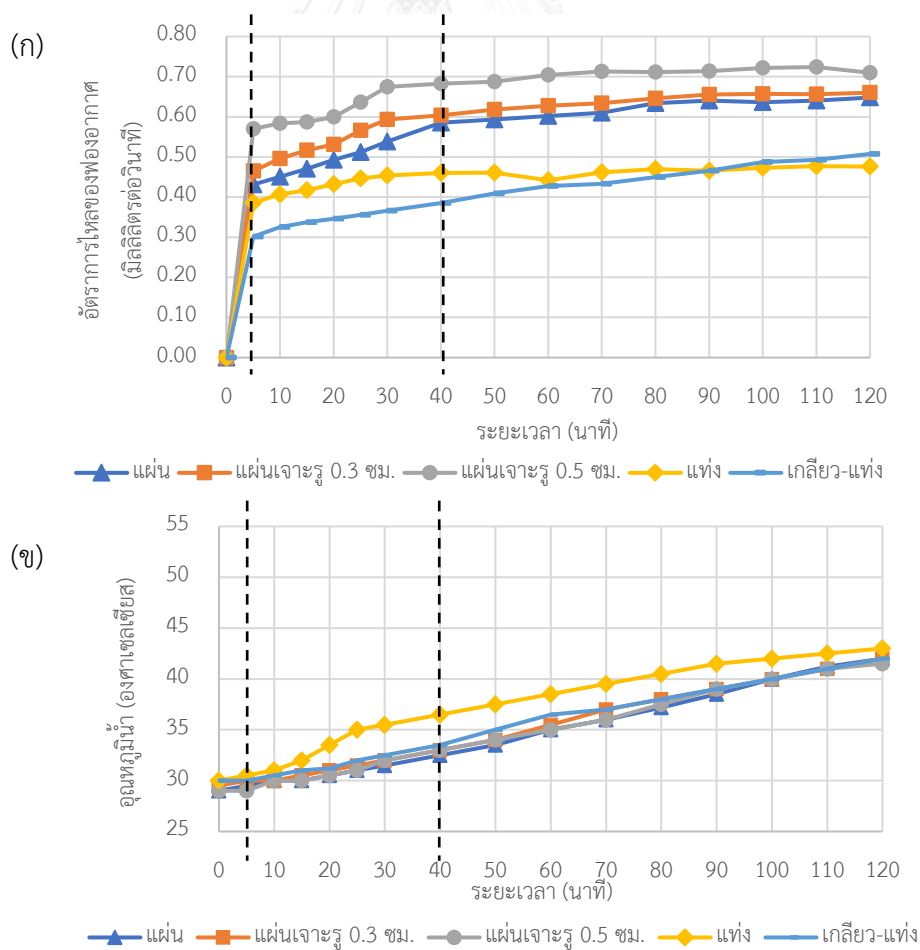 (ก)
อัตราการไหลของฟองอากาศ
(มิลลิลิตรต่อวินาที)
0.80
0.70
0.60
0.50
0.40
0.30
0.20
0.10
0.00
0 10 20 30 40 50 60 70 80 90 100 110 120
ระยะเวลา (นาที)
แผ่น แผ่นเจาะรู 0.3 ซม. แผ่นเจาะรู 0.5 ซม. แท่ง เกลียว-แท่ง
(ข)
อุณหภูมิน้ำ (องศาเซลเซียส)
55
50
45
40
35
30
25
0 10 20 30 40 50 60 70 80 90 100 110 120
ระยะเวลา (นาที)
แผ่น แผ่นเจาะรู 0.3 ซม. แผ่นเจาะรู 0.5 ซม. แท่ง เกลียว-แท่ง